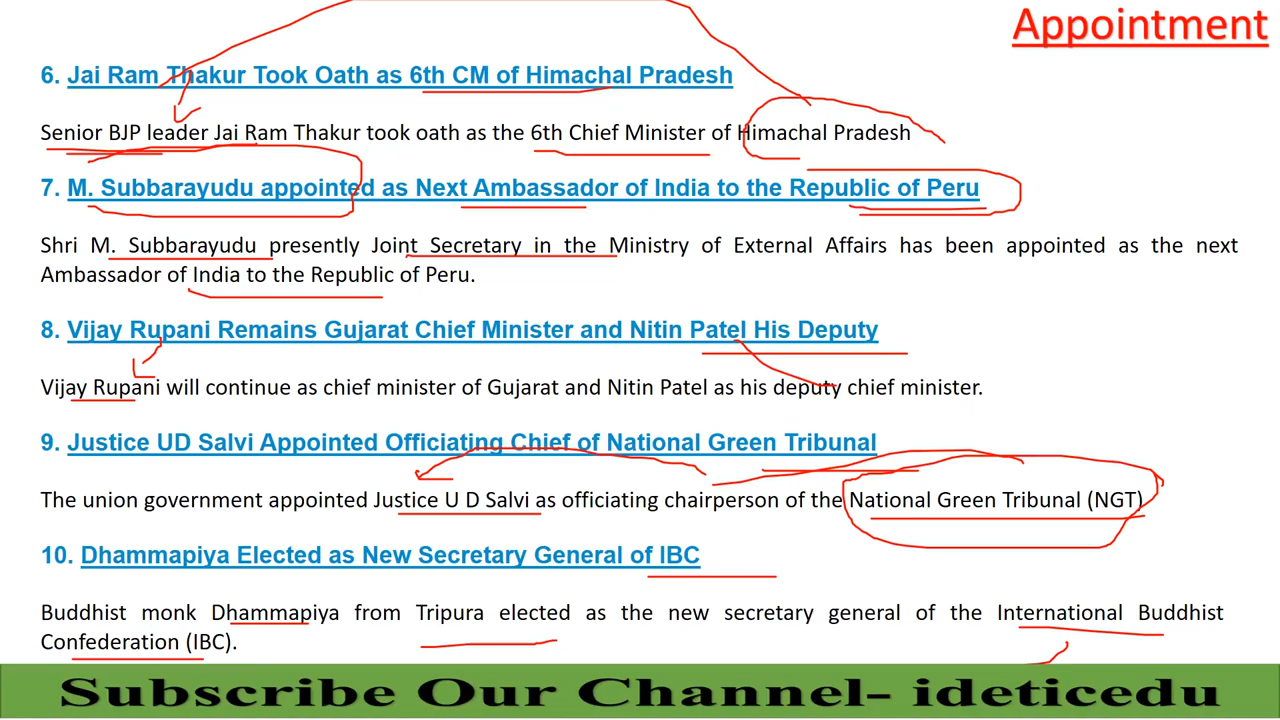 Appointment
6. Jai Ram Thakur Took Oath as 6th CM of Himachal Pradesh
Senior BJP leader Jai Ram Thakur took oath as the 6th Chief Minister of Himachal Pradesh
7. M. Subbarayudu appointed as Next Ambassador of India to the Republic of Peru
Shri M. Subbarayudu presently Joint Secretary in the Ministry of External Affairs has been appointed as the next
Ambassador of India to the Republic of Peru.
8. Vijay Rupani Remains Gujarat Chief Minister and Nitin Patel His Deputy
Vijay Rupani will continue as chief minister of Gujarat and Nitin Patel as his deputy chief minister.
9. Justice UD Salvi Appointed Officiating Chief of National Green Tribunal
The union government appointed Justice U D Salvi as officiating chairperson of the National Green Tribunal (NGT)
10. Dhammapiya Elected as New Secretary General of IBC
Buddhist monk Dhammapiya from Tripura elected as the new secretary general of the International Buddhist
Confederation (IBC).
Subscribe Our Channel- ideticedu